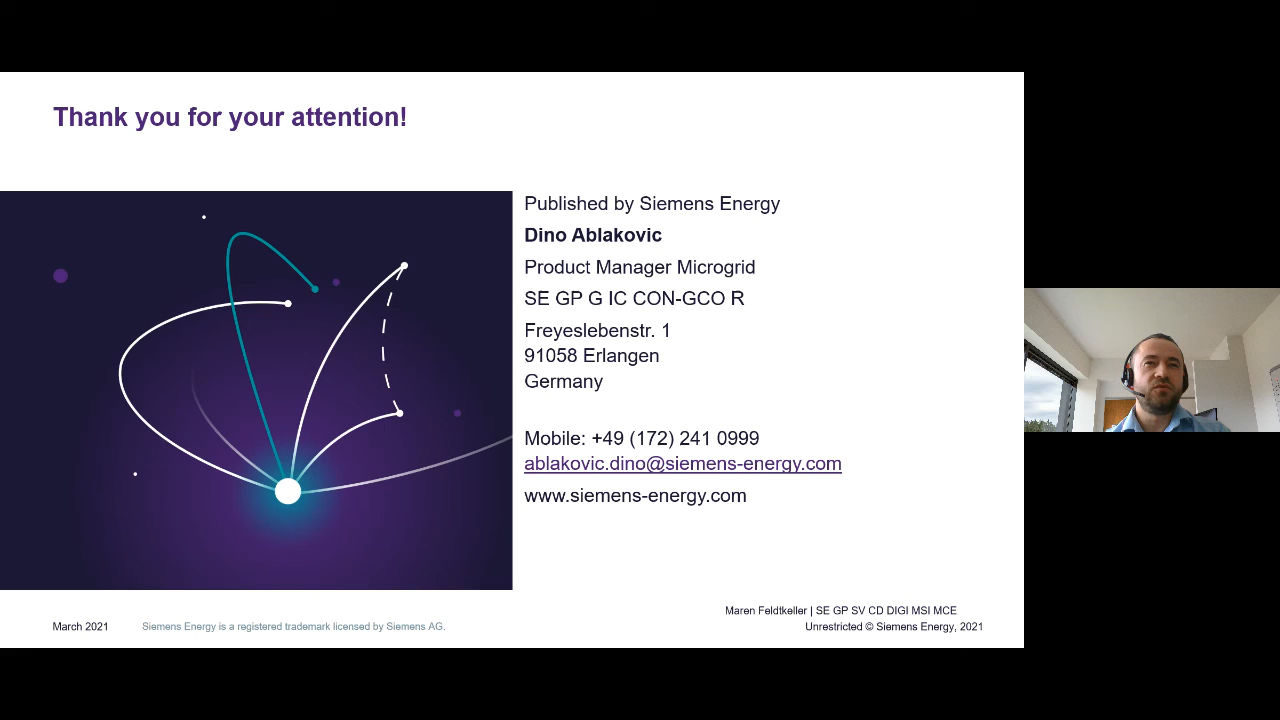 Thank you for your attention!
Published by Siemens Energy
Dino Ablakovic
Product Manager Microgrid
SE GP G IC CON-GCO R
Freyeslebenstr. 1
91058 Erlangen
Germany
Mobile: +49 (172) 241 0999
ablakovic.dino@siemens-energy.com
www.siemens-energy.com
Maren Feldtkeller | SE GP SV CD DIGI MSI MCE
March 2021 Siemens Energy is a registered trademark licensed by Siemens AG. Unrestricted © Siemens Energy, 2021